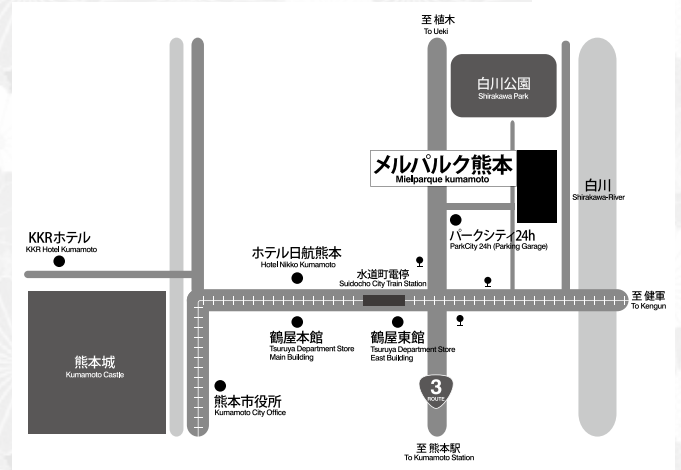 至 植木
To Ueki
白川公園
Shirakawa Park
メルパルク熊本
Mielparque kumamoto
白川
Shirakawa-River
KKRホテル
KKR Hotel Kumamoto
パークシティ24h
ParkCity 24h (Parking Garage)
ホテル日航熊本
Hotel Nikko Kumamoto
水道町電停
Suidocho City Train Station
至 健軍
To Kengun
鶴屋本館
Tsuruya Department Store
Main Building
鶴屋東館
Tsuruya Department Store
East Building
熊本城
Kumamoto Castle
熊本市役所
Kumamoto City Office
3
ROUTE
至 熊本駅
To Kumamoto Station